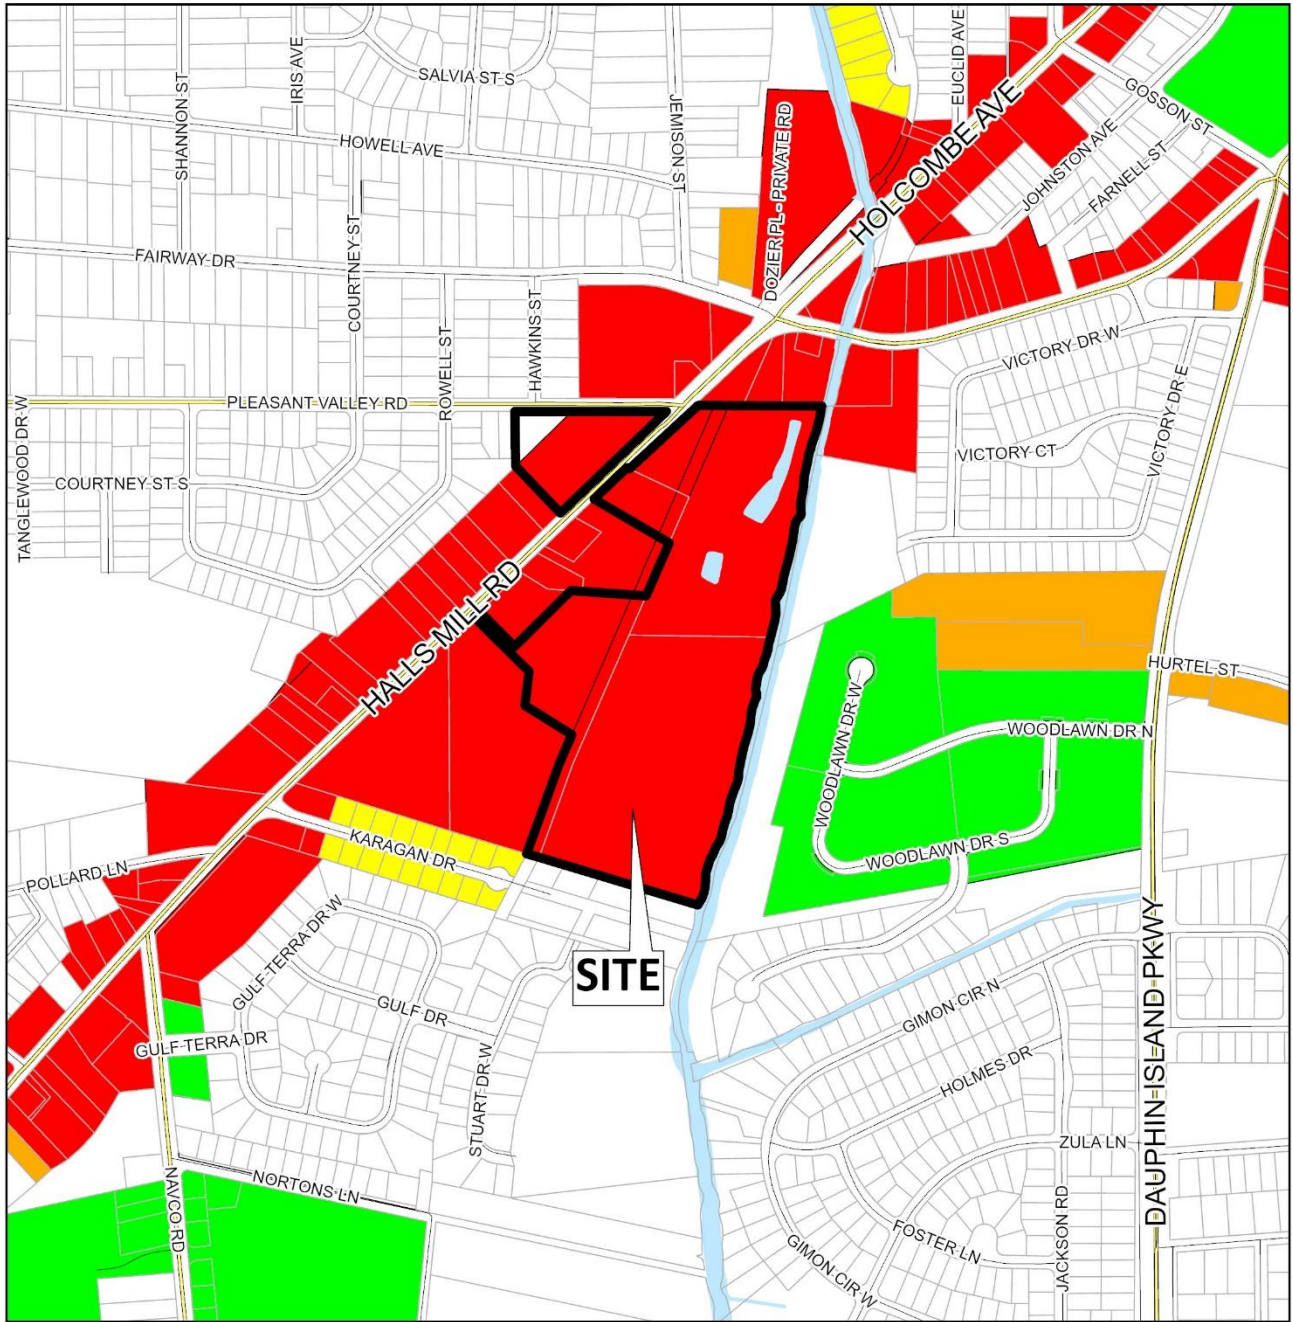 SHANNON ST
IRIS AVE
SALVIA ST S
EUCLID AVE
GOSSON ST
JEMISON ST
HOWELL AVE
DOZIER PL - PRIVATE RD
HOLCOMBE AVE
JOHNSTON AVE
FARNELL ST
FAIRWAY DR
COURTNEY ST
ROWELL ST
HAWKINS ST
VICTORY DR W
VICTORY DR E
PLEASANT VALLEY RD
TANGLEWOOD DR W
COURTNEY ST S
VICTORY CT
HALLS MILL RD
HURTEL ST
WOODLAWN DR W
WOODLAWN DR N
WOODLAWN DR S
KARAGAN DR
POLLARD LN
GULF TERRA DR W
SITE
GULF DR
GULF TERRA DR
STUART DR W
GIMON CIR N
HOLMES DR
DAUPHIN ISLAND PKWY
ZULA LN
NAVCO RD
NORTONS LN
FOSTER LN
JACKSON RD
GIMON CIR W